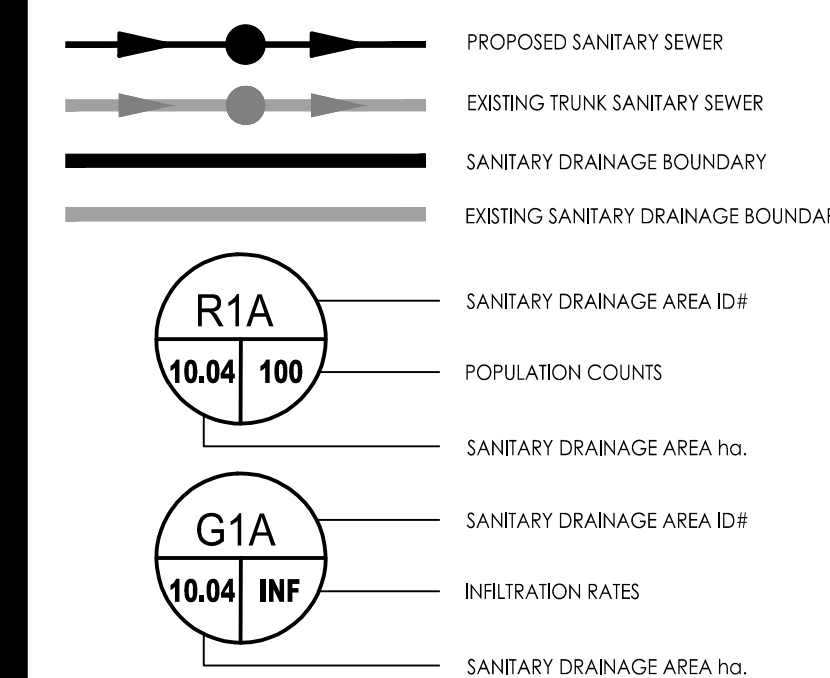 PROPOSED SANITARY SEWER
EXISTING TRUNK SANITARY SEWER
SANITARY DRAINAGE BOUNDARY
EXISTING SANITARY DRAINAGE BOUNDAR
R1A
SANITARY DRAINAGE AREA ID#
10.04 100
POPULATION COUNTS
SANITARY DRAINAGE AREA ha.
G1A
SANITARY DRAINAGE AREA ID#
10.04 INF
INFILTRATION RATES
SANITARY DRAINAGE AREA ha.